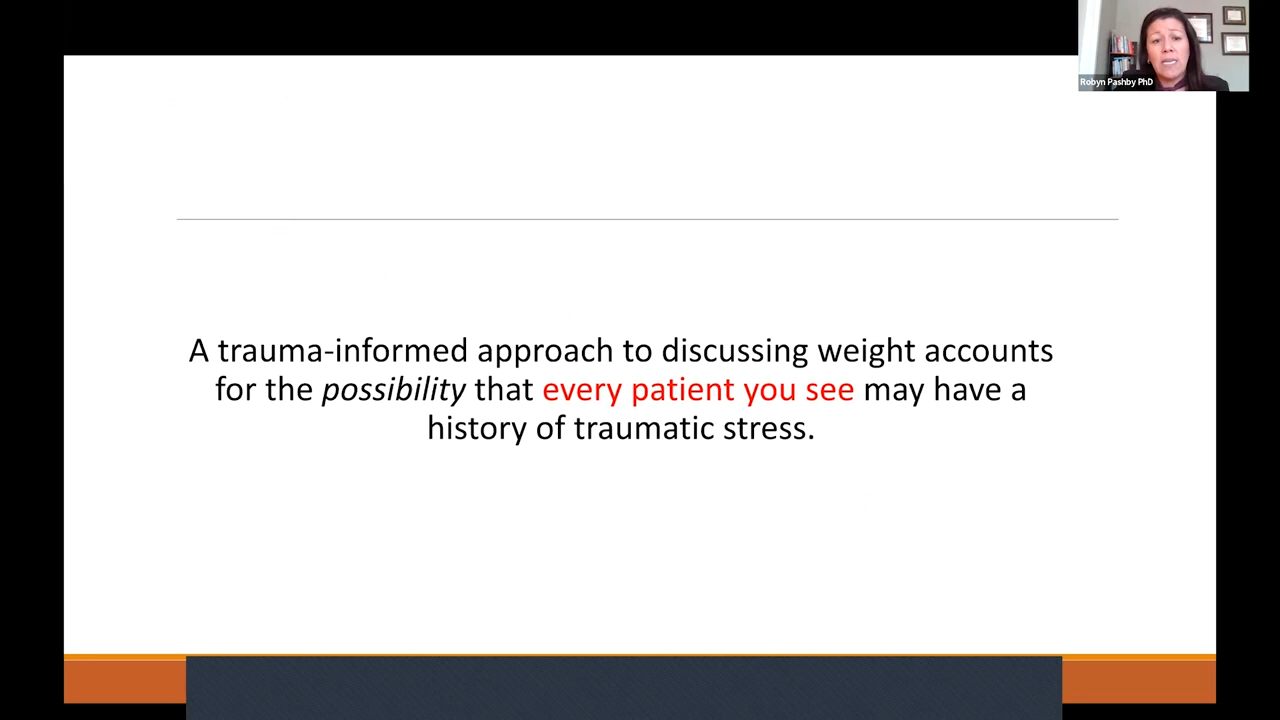 Robyn Pashby PhD
A trauma-informed approach to discussing weight accounts
for the possibility that every patient you see may have a
history of traumatic stress.